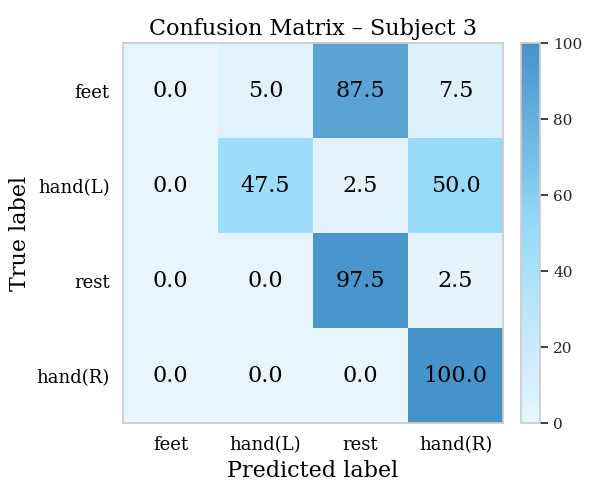 Confusion Matrix – Subject 3
feet 0.0 5.0 87.5 7.5
hand(L) 0.0 47.5 2.5 50.0
rest 0.0 0.0 97.5 2.5
hand(R) 0.0 0.0 0.0 100.0
feet hand(L) rest hand(R)
Predicted label
True label
100
80
60
40
20
0